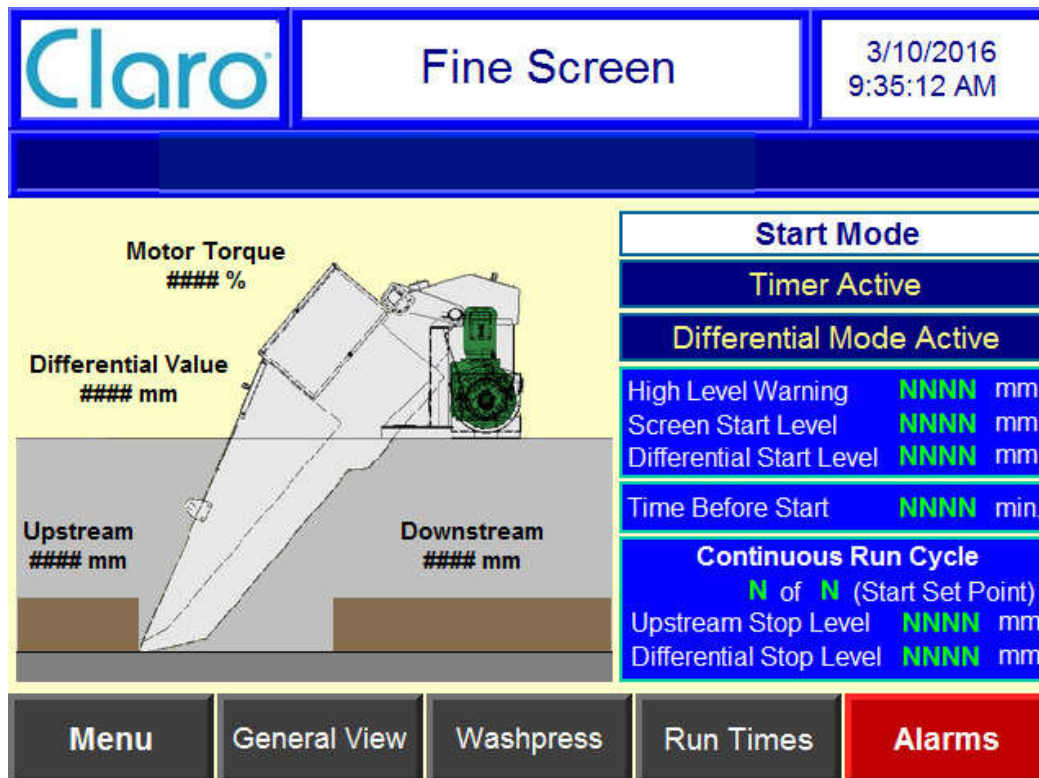 Claro
Fine Screen
3/10/2016
9:35:12 AM
Motor Torque
#### %
Differential Value
#### mm
Upstream
#### mm
Downstream
#### mm
Start Mode
Timer Active
Differential Mode Active
High Level Warning NNNN mm
Screen Start Level NNNN mm
Differential Start Level NNNN mm
Time Before Start NNNN min.
Continuous Run Cycle
N of N (Start Set Point)
Upstream Stop Level NNNN mm
Differential Stop Level NNNN mm
Menu
General View
Washpress
Run Times
Alarms